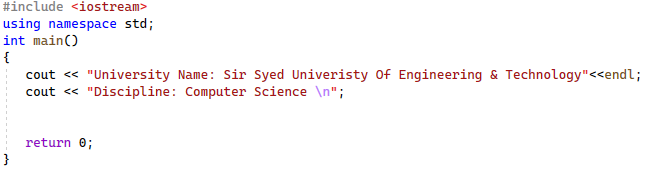 #include <iostream>
using namespace std;
int main()
{
cout << "University Name: Sir Syed Univeristy Of Engineering & Technology"<<endl;
cout << "Discipline: Computer Science \n";
return 0;
}